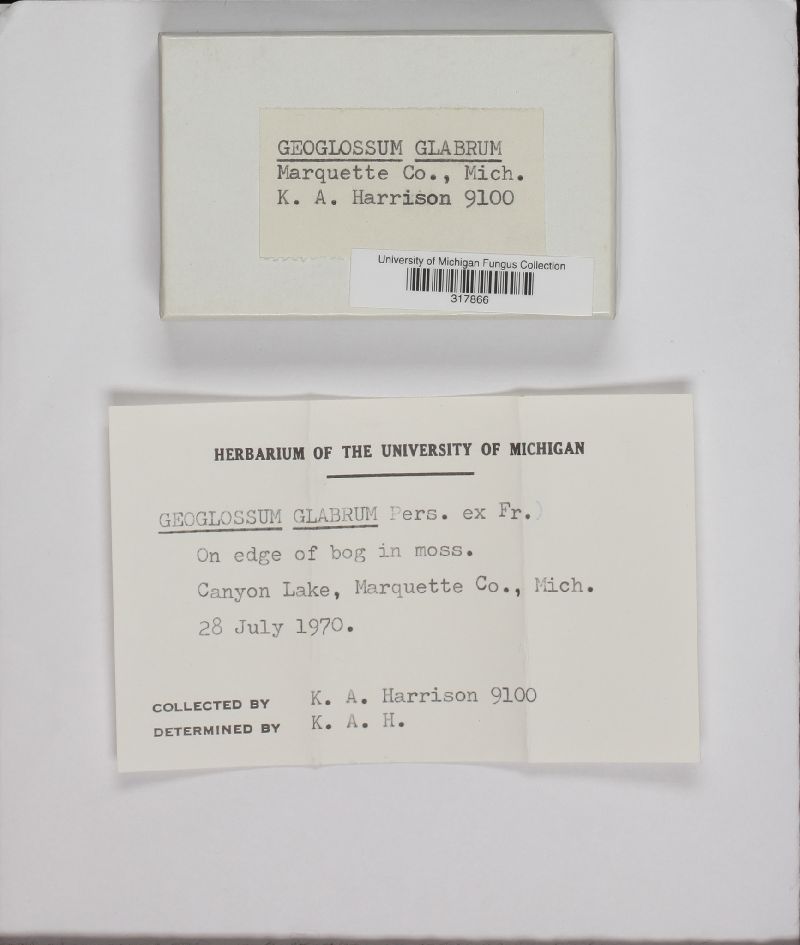 GEOGLOSSUM GLABRUM
Marquette Co., Mich.
K. A. Harrison 9100
University of Michigan Fungus Collection
317866
HERBARIUM OF THE UNIVERSITY OF MICHIGAN
GEOGLOSSUM GLABRUM Pers. ex Fr.)
On edge of bog in moss.
Canyon Lake, Marquette Co., Mich.
28 July 1970.
COLLECTED BY K. A. Harrison 9100
DETERMINED BY K. A. H.